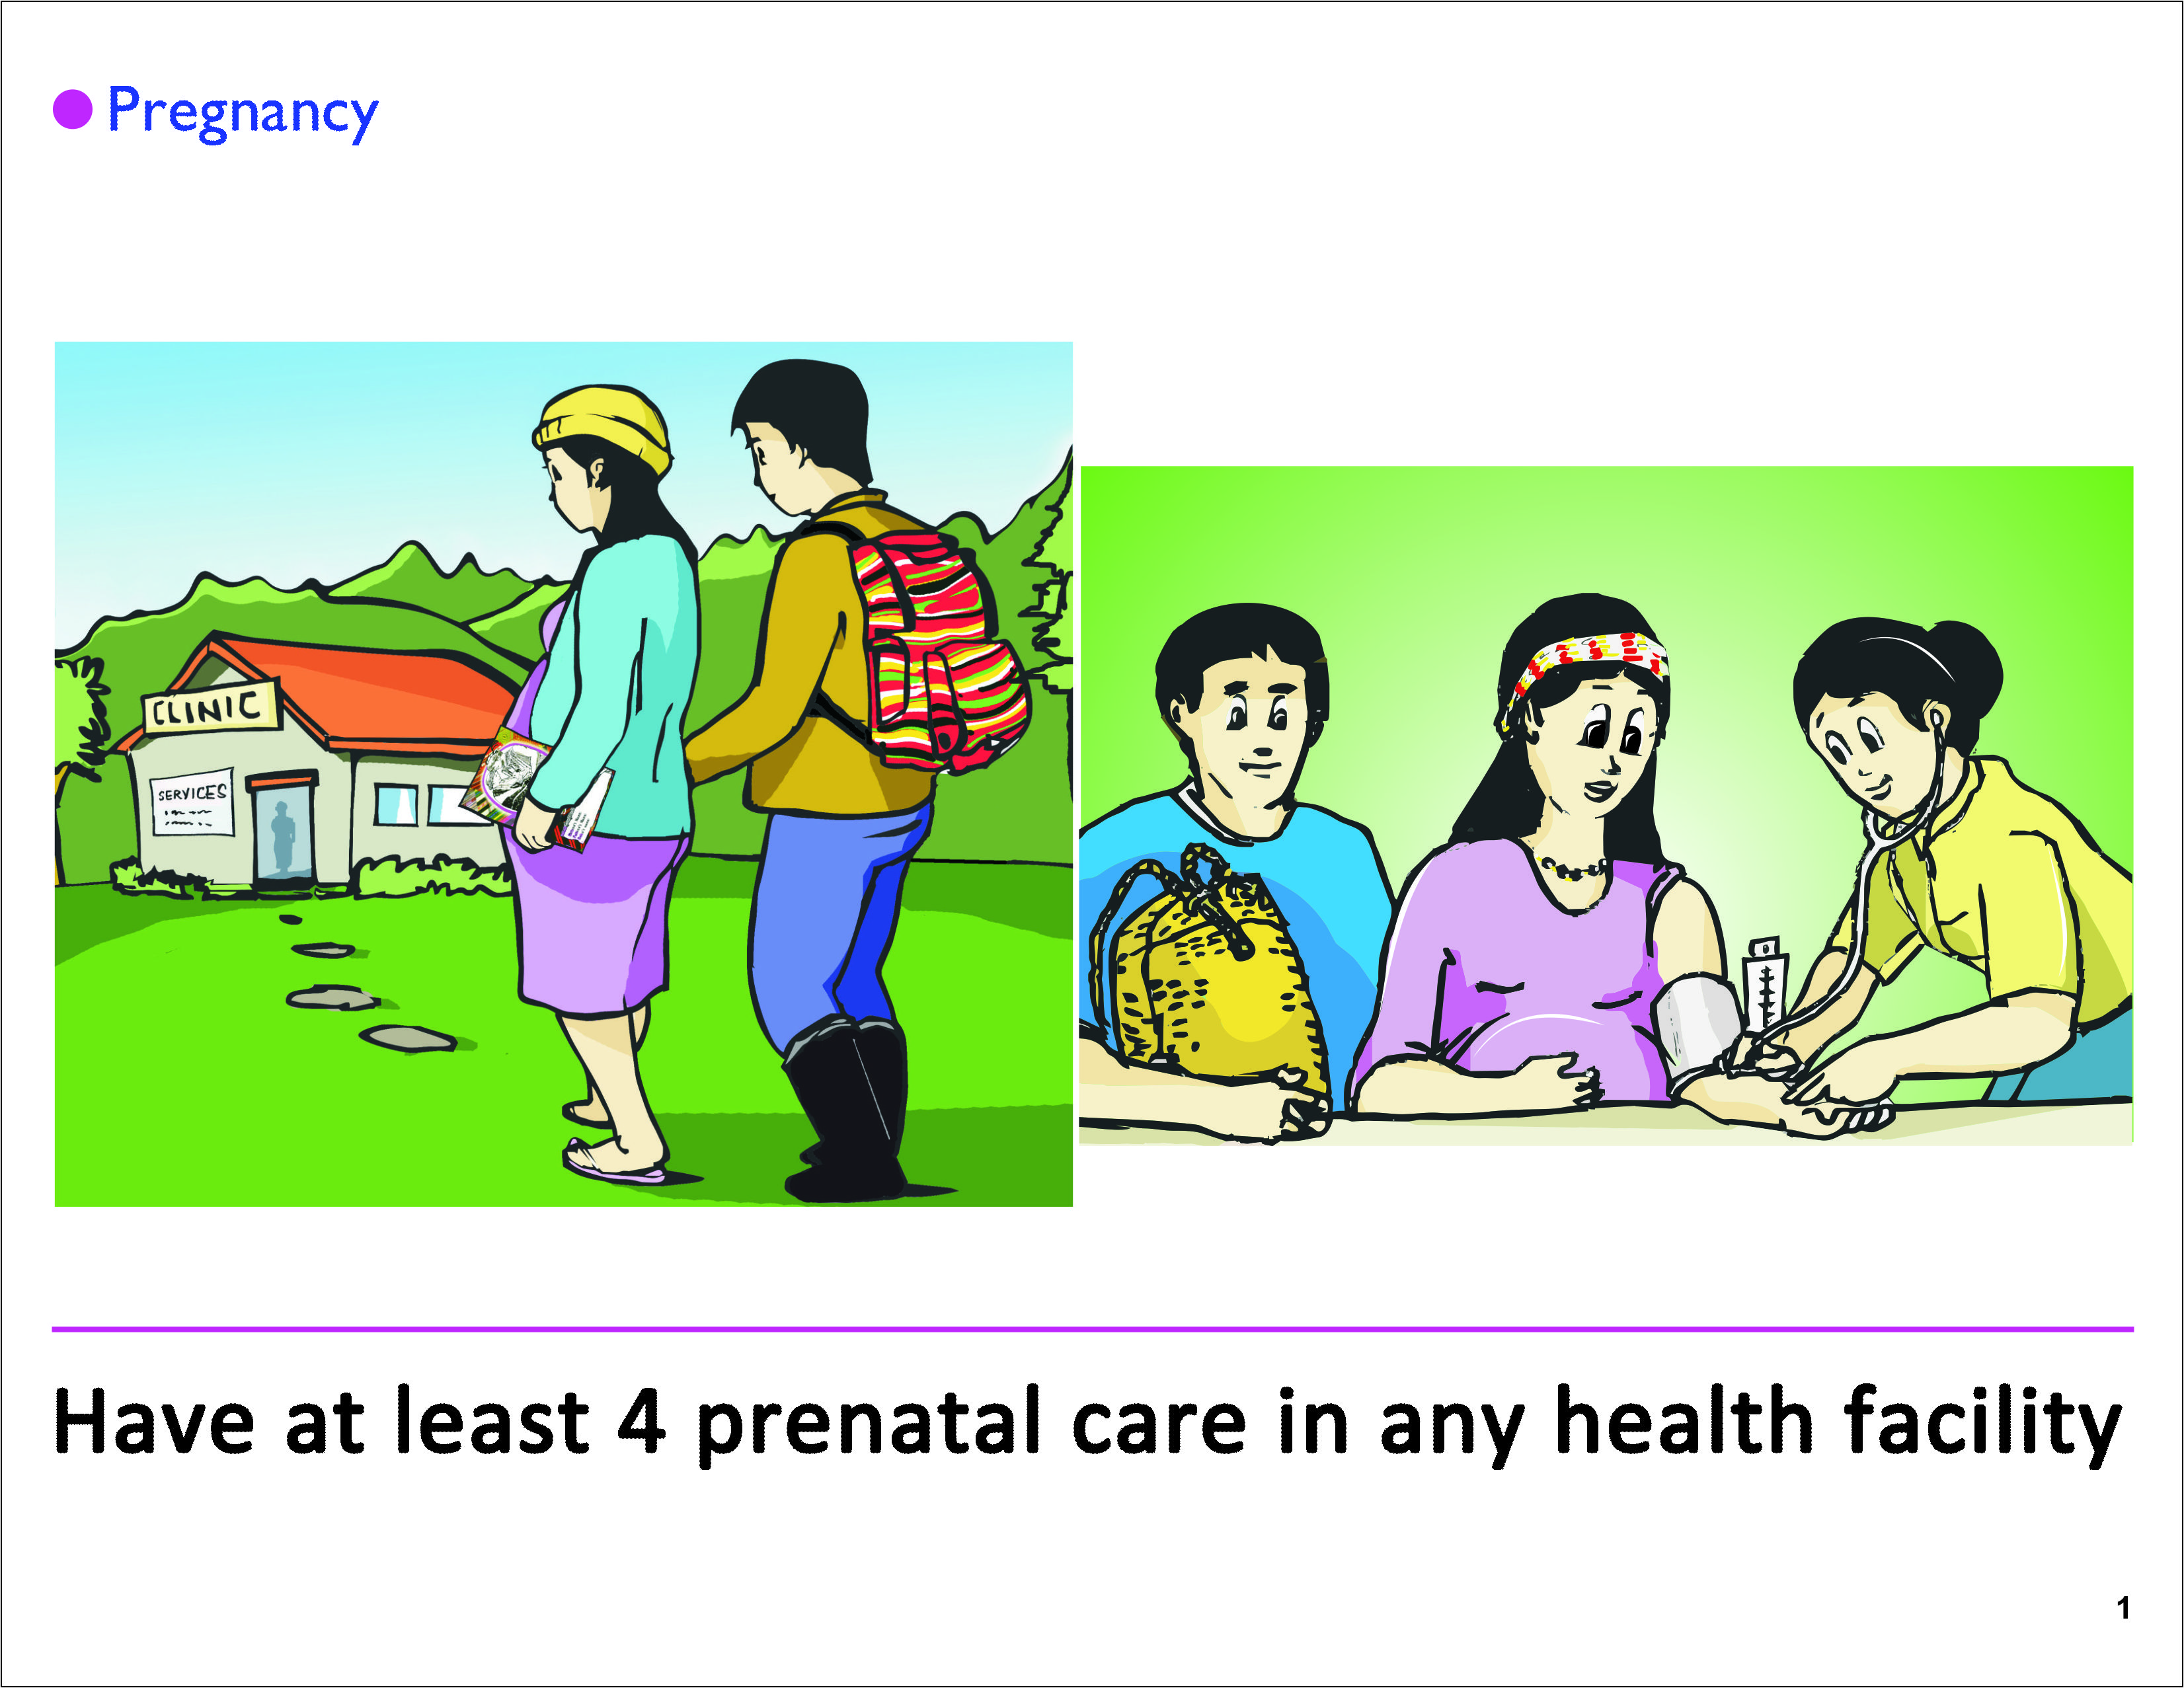 Pregnancy
CLINIC
SERVICES
Have at least 4 prenatal care in any health facility
1